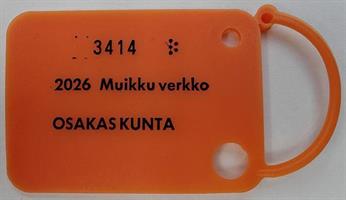 3414
2026 Muikku verkko
OSAKAS KUNTA